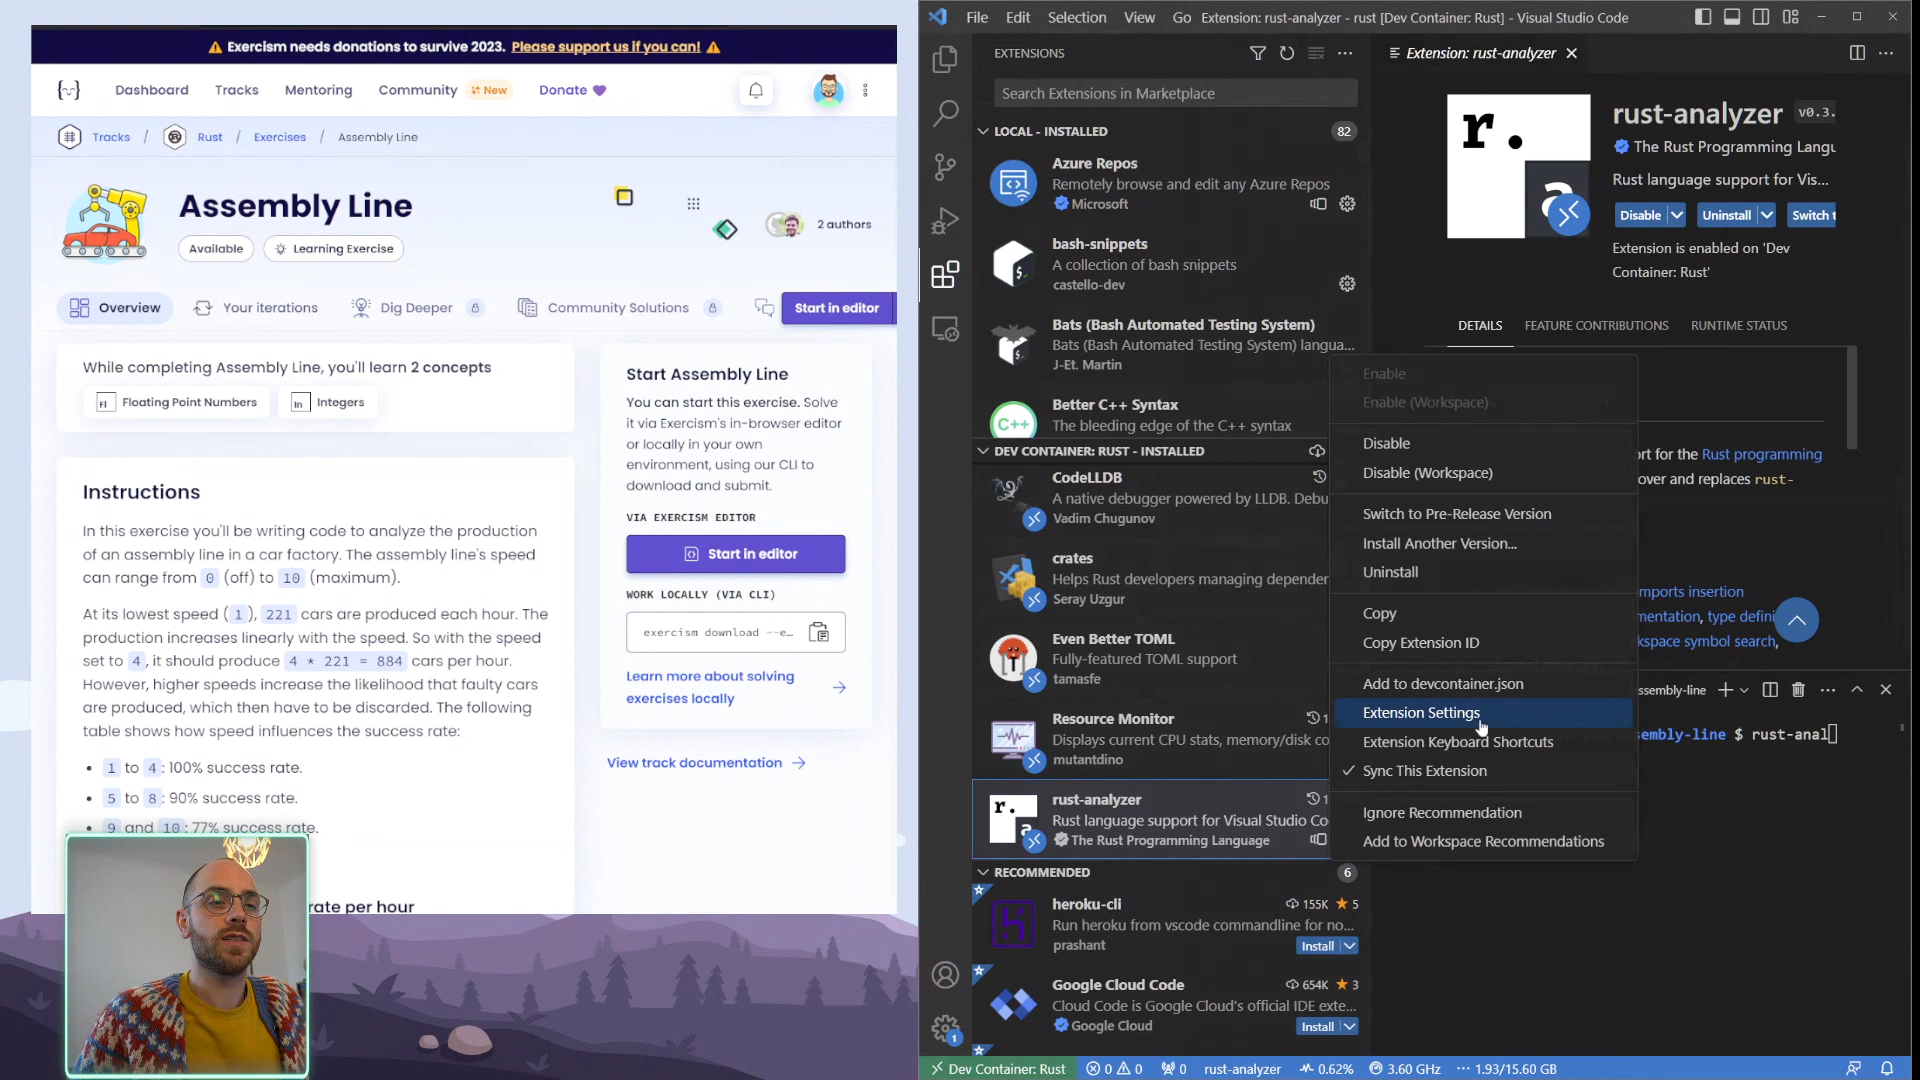 ⚠ Exercism needs donations to survive 2023. Please support us if you can! ⚠
Dashboard Tracks Mentoring Community New Donate
Tracks / Rust / Exercises / Assembly Line
Assembly Line
Available Learning Exercise
2 authors
Overview Your iterations Dig Deeper Community Solutions Start in editor
While completing Assembly Line, you'll learn 2 concepts
Fl Floating Point Numbers In Integers
Instructions
In this exercise you'll be writing code to analyze the production
of an assembly line in a car factory. The assembly line's speed
can range from 0 (off) to 10 (maximum).
At its lowest speed (1), 221 cars are produced each hour. The
production increases linearly with the speed. So with the speed
set to 4, it should produce 4 * 221 = 884 cars per hour.
However, higher speeds increase the likelihood that faulty cars
are produced, which then have to be discarded. The following
table shows how speed influences the success rate:
• 1 to 4: 100% success rate.
• 5 to 8: 90% success rate.
• 9 and 10: 77% success rate.
rate per hour
Start Assembly Line
You can start this exercise. Solve
it via Exercism's in-browser editor
or locally in your own
environment, using our CLI to
download and submit.
VIA EXERCISM EDITOR
Start in editor
WORK LOCALLY (VIA CLI)
exercism download --e…
Learn more about solving
exercises locally
View track documentation
File Edit Selection View Go Extension: rust-analyzer - rust [Dev Container: Rust] - Visual Studio Code
EXTENSIONS
Search Extensions in Marketplace
LOCAL - INSTALLED 82
Azure Repos
Remotely browse and edit any Azure Repos
Microsoft
bash-snippets
A collection of bash snippets
castello-dev
Bats (Bash Automated Testing System)
Bats (Bash Automated Testing System) langua...
J-Et. Martin
Better C++ Syntax
The bleeding edge of the C++ syntax
C++
DEV CONTAINER: RUST - INSTALLED
CodeLLDB
A native debugger powered by LLDB. Debu
Vadim Chugunov
crates
Helps Rust developers managing dependen
Seray Uzgur
Even Better TOML
Fully-featured TOML support
tamasfe
Resource Monitor 1
Displays current CPU stats, memory/disk co
mutantdino
rust-analyzer 1
Rust language support for Visual Studio Co
The Rust Programming Language
r.
a
RECOMMENDED 6
heroku-cli 155K ★ 5
Run heroku from vscode commandline for no...
prashant Install
Google Cloud Code 654K ★ 3
Cloud Code is Google Cloud's official IDE exte...
Google Cloud Install
Extension: rust-analyzer
r.
a
rust-analyzer v0.3.
The Rust Programming Langu
Rust language support for Vis...
Disable Uninstall Switch t
Extension is enabled on 'Dev
Container: Rust'
DETAILS FEATURE CONTRIBUTIONS RUNTIME STATUS
Enable
Enable (Workspace)
Disable
Disable (Workspace)
Switch to Pre-Release Version
Install Another Version...
Uninstall
Copy
Copy Extension ID
Add to devcontainer.json
Extension Settings
Extension Keyboard Shortcuts
✓ Sync This Extension
Ignore Recommendation
Add to Workspace Recommendations
rt for the Rust programming
over and replaces rust-
mports insertion
mentation, type defini
kspace symbol search,
ssembly-line
embly-line $ rust-anal
1
Dev Container: Rust 0 0 0 rust-analyzer 0.62% 3.60 GHz 1.93/15.60 GB